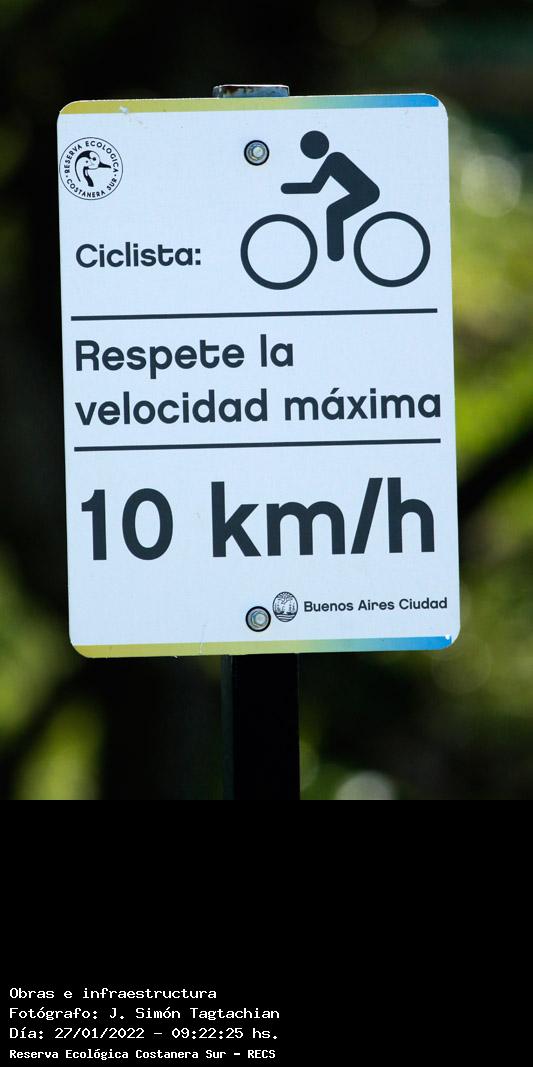 RESERVA ECOLOGICA
COSTANERA SUR
Ciclista:
Respete la
velocidad máxima
10 km/h
Buenos Aires Ciudad
Obras e infraestructura
Fotógrafo: J. Simón Tagtachian
Día: 27/01/2022 - 09:22:25 hs.
Reserva Ecológica Costanera Sur - RECS